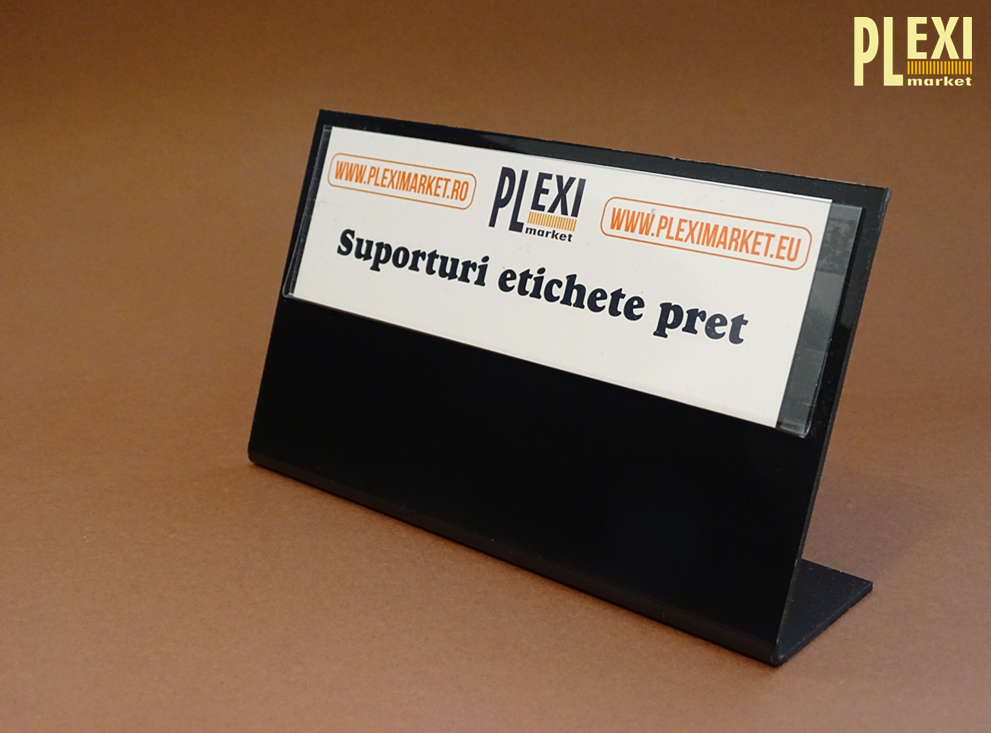 PLEXI
market
WWW.PLEXIMARKET.RO
PLEXI
market
WWW.PLEXIMARKET.EU
Suporturi etichete pret